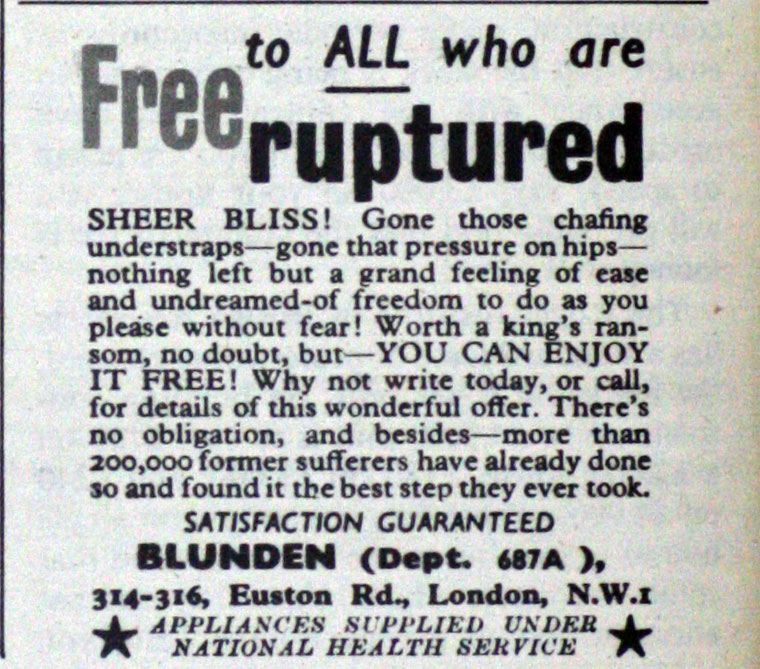 Free to ALL who are
ruptured
SHEER BLISS! Gone those chafing
understraps—gone that pressure on hips—
nothing left but a grand feeling of ease
and undreamed-of freedom to do as you
please without fear! Worth a king's ran-
som, no doubt, but—YOU CAN ENJOY
IT FREE! Why not write today, or call,
for details of this wonderful offer. There's
no obligation, and besides—more than
200,000 former sufferers have already done
so and found it the best step they ever took.
SATISFACTION GUARANTEED
BLUNDEN (Dept. 687A ),
314-316, Euston Rd., London, N.W.1
★ APPLIANCES SUPPLIED UNDER ★
NATIONAL HEALTH SERVICE